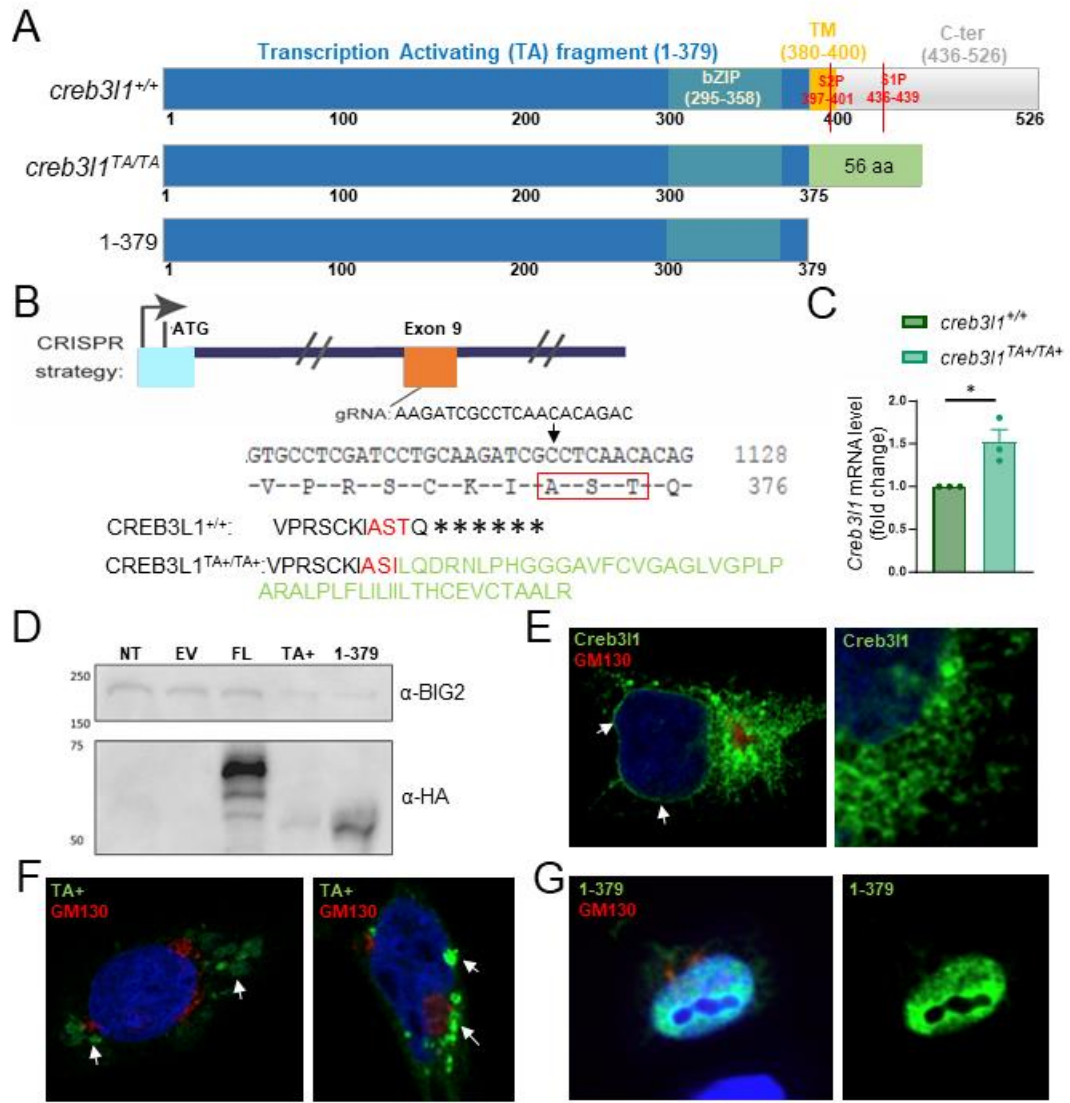 A
Transcription Activating (TA) fragment (1-379)
TM
(380-400)
C-ter
(436-526)
creb3l1+/+
bZIP
(295-358)
S2P
397-401
S1P
436-439
1 100 200 300 400 526
creb3l1TA/TA
56 aa
1 100 200 300 375
1-379
1 100 200 300 379
B
CRISPR
strategy:
ATG
Exon 9
gRNA: AAGATCGCCTCAACACAGAC
.GTGCCTCGATCCTGCAAGATCGCCTCAACACAG 1128
--V--P--R--S--C--K--I--A--S--T--Q- 376
CREB3L1+/+: VPRSCKIASTQ ******
CREB3L1TA+/TA+:VPRSCKIASILQDRNLPHGGGAVFCVGAGLVGPLP
ARALPLFLILIILTHCEVCTAALR
C
creb3l1+/+
creb3l1TA+/TA+
Creb3l1 mRNA level
(fold change)
2.0
1.5
1.0
0.5
0.0
*
D
NT EV FL TA+ 1-379
250
150
α-BIG2
75
50
α-HA
E
Creb3l1
GM130
Creb3l1
F
TA+
GM130
TA+
GM130
G
1-379
GM130
1-379